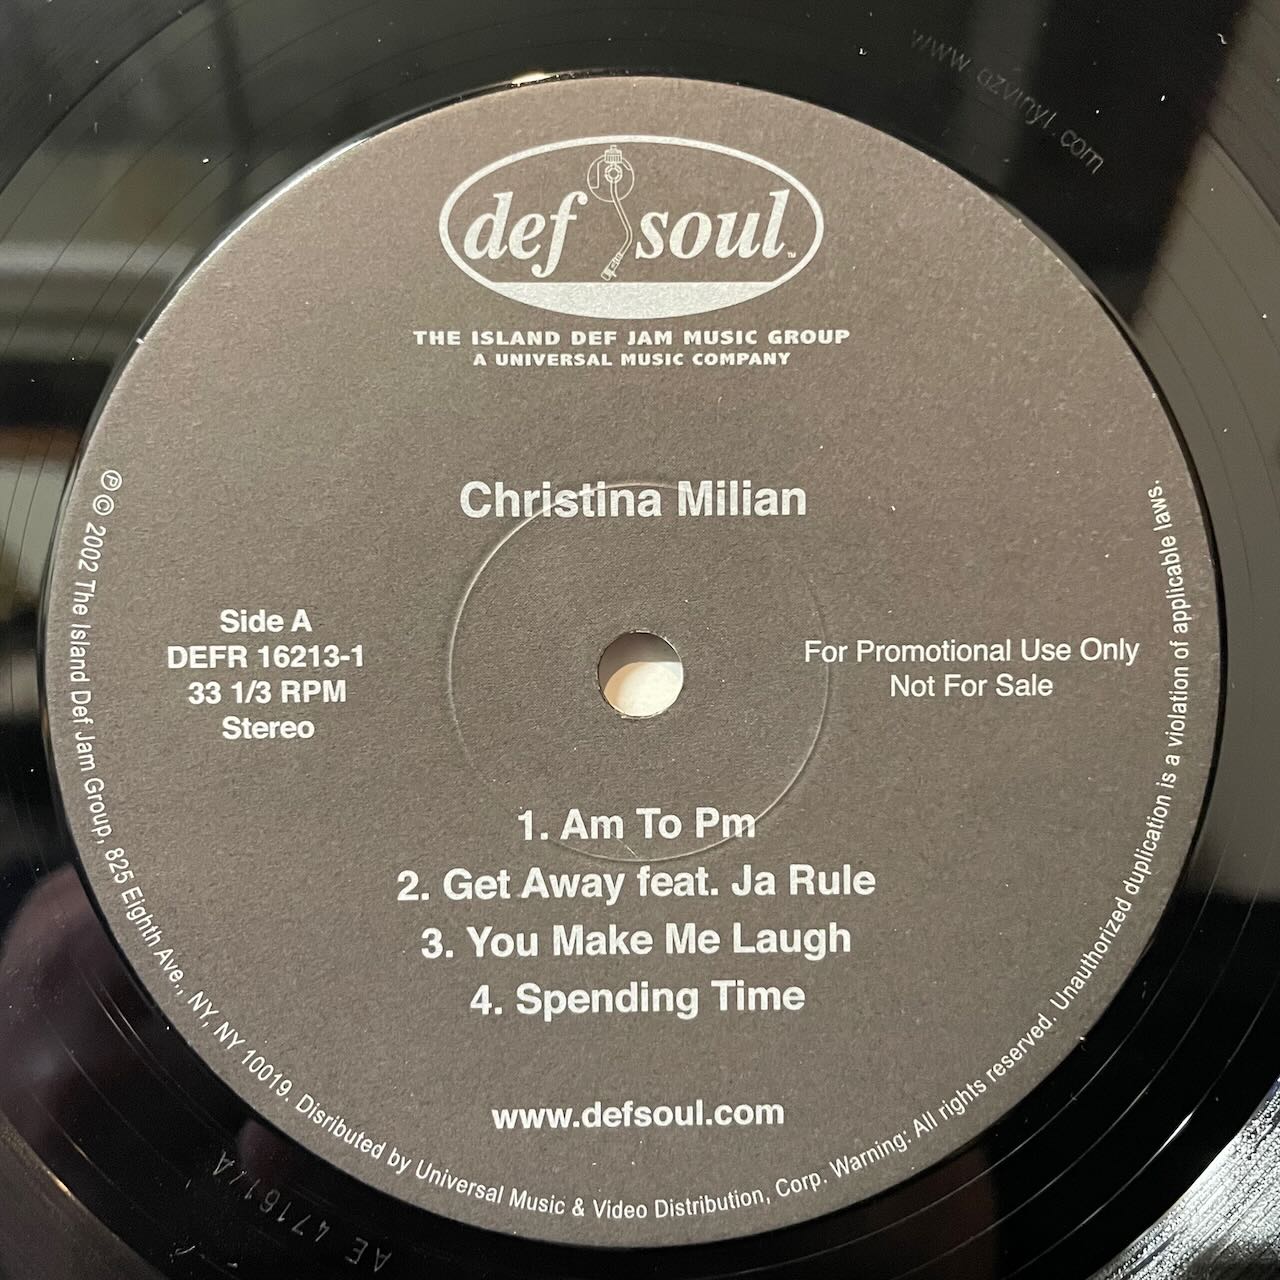 www.azvinyl.com
def soul
THE ISLAND DEF JAM MUSIC GROUP
A UNIVERSAL MUSIC COMPANY
Christina Milian
Side A
DEFR 16213-1
33 1/3 RPM
Stereo
For Promotional Use Only
Not For Sale
1. Am To Pm
2. Get Away feat. Ja Rule
3. You Make Me Laugh
4. Spending Time
www.defsoul.com
℗ © 2002 The Island Def Jam Group, 825 Eighth Ave., NY, NY 10019. Disributed by Universal Music & Video Distribution, Corp. Warning: All rights reserved. Unauthorized duplication is a violation of applicable laws.